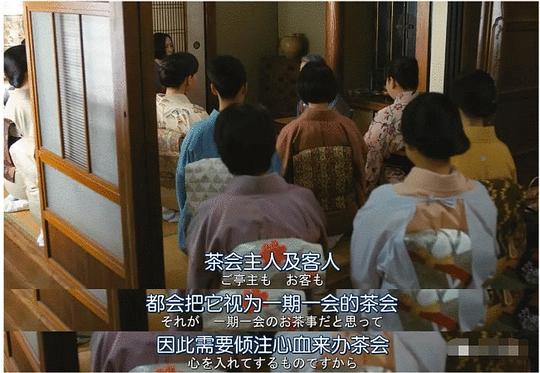 茶会主人及客人
ご亭主も お客も
都会把它视为一期一会的茶会
それが 一期一会のお茶事だと思って
因此需要倾注心血来办茶会
心を入れてするものですから